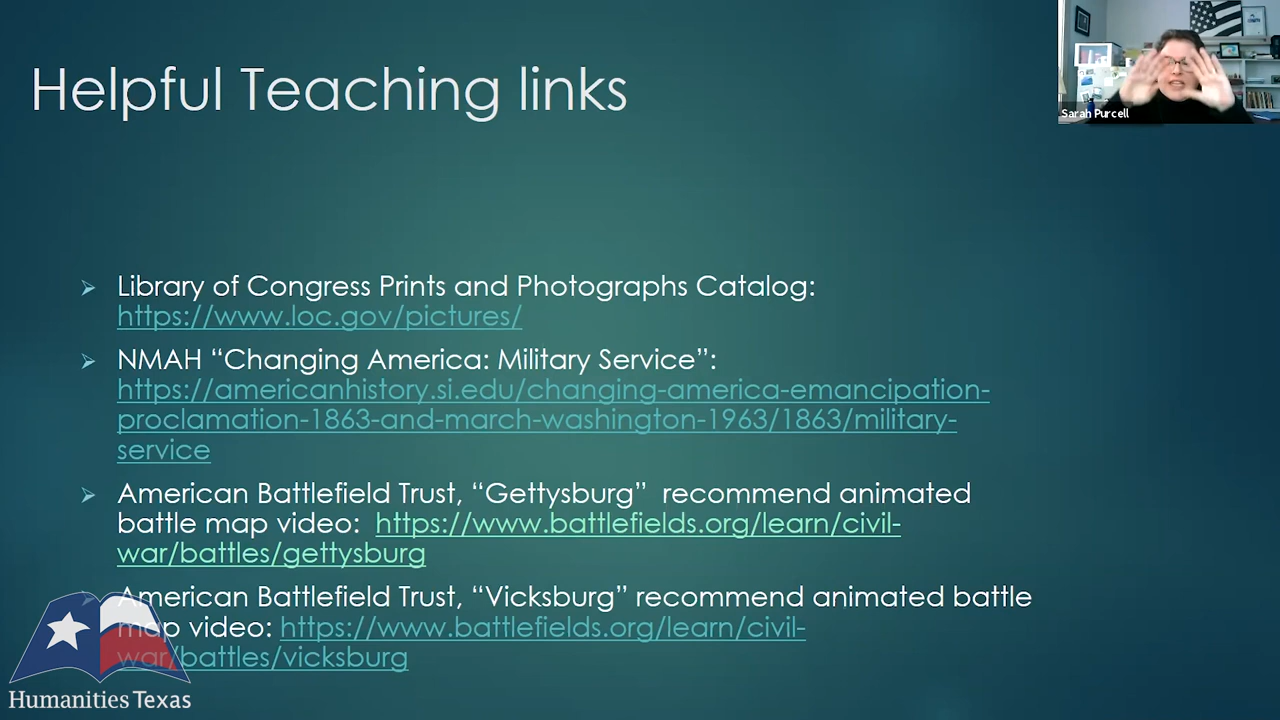 Helpful Teaching links
Sarah Purcell
➢ Library of Congress Prints and Photographs Catalog:
https://www.loc.gov/pictures/
➢ NMAH “Changing America: Military Service”:
https://americanhistory.si.edu/changing-america-emancipation-
proclamation-1863-and-march-washington-1963/1863/military-
service
➢ American Battlefield Trust, “Gettysburg” recommend animated
battle map video: https://www.battlefields.org/learn/civil-
war/battles/gettysburg
➢ American Battlefield Trust, “Vicksburg” recommend animated battle
map video: https://www.battlefields.org/learn/civil-
war/battles/vicksburg
Humanities Texas